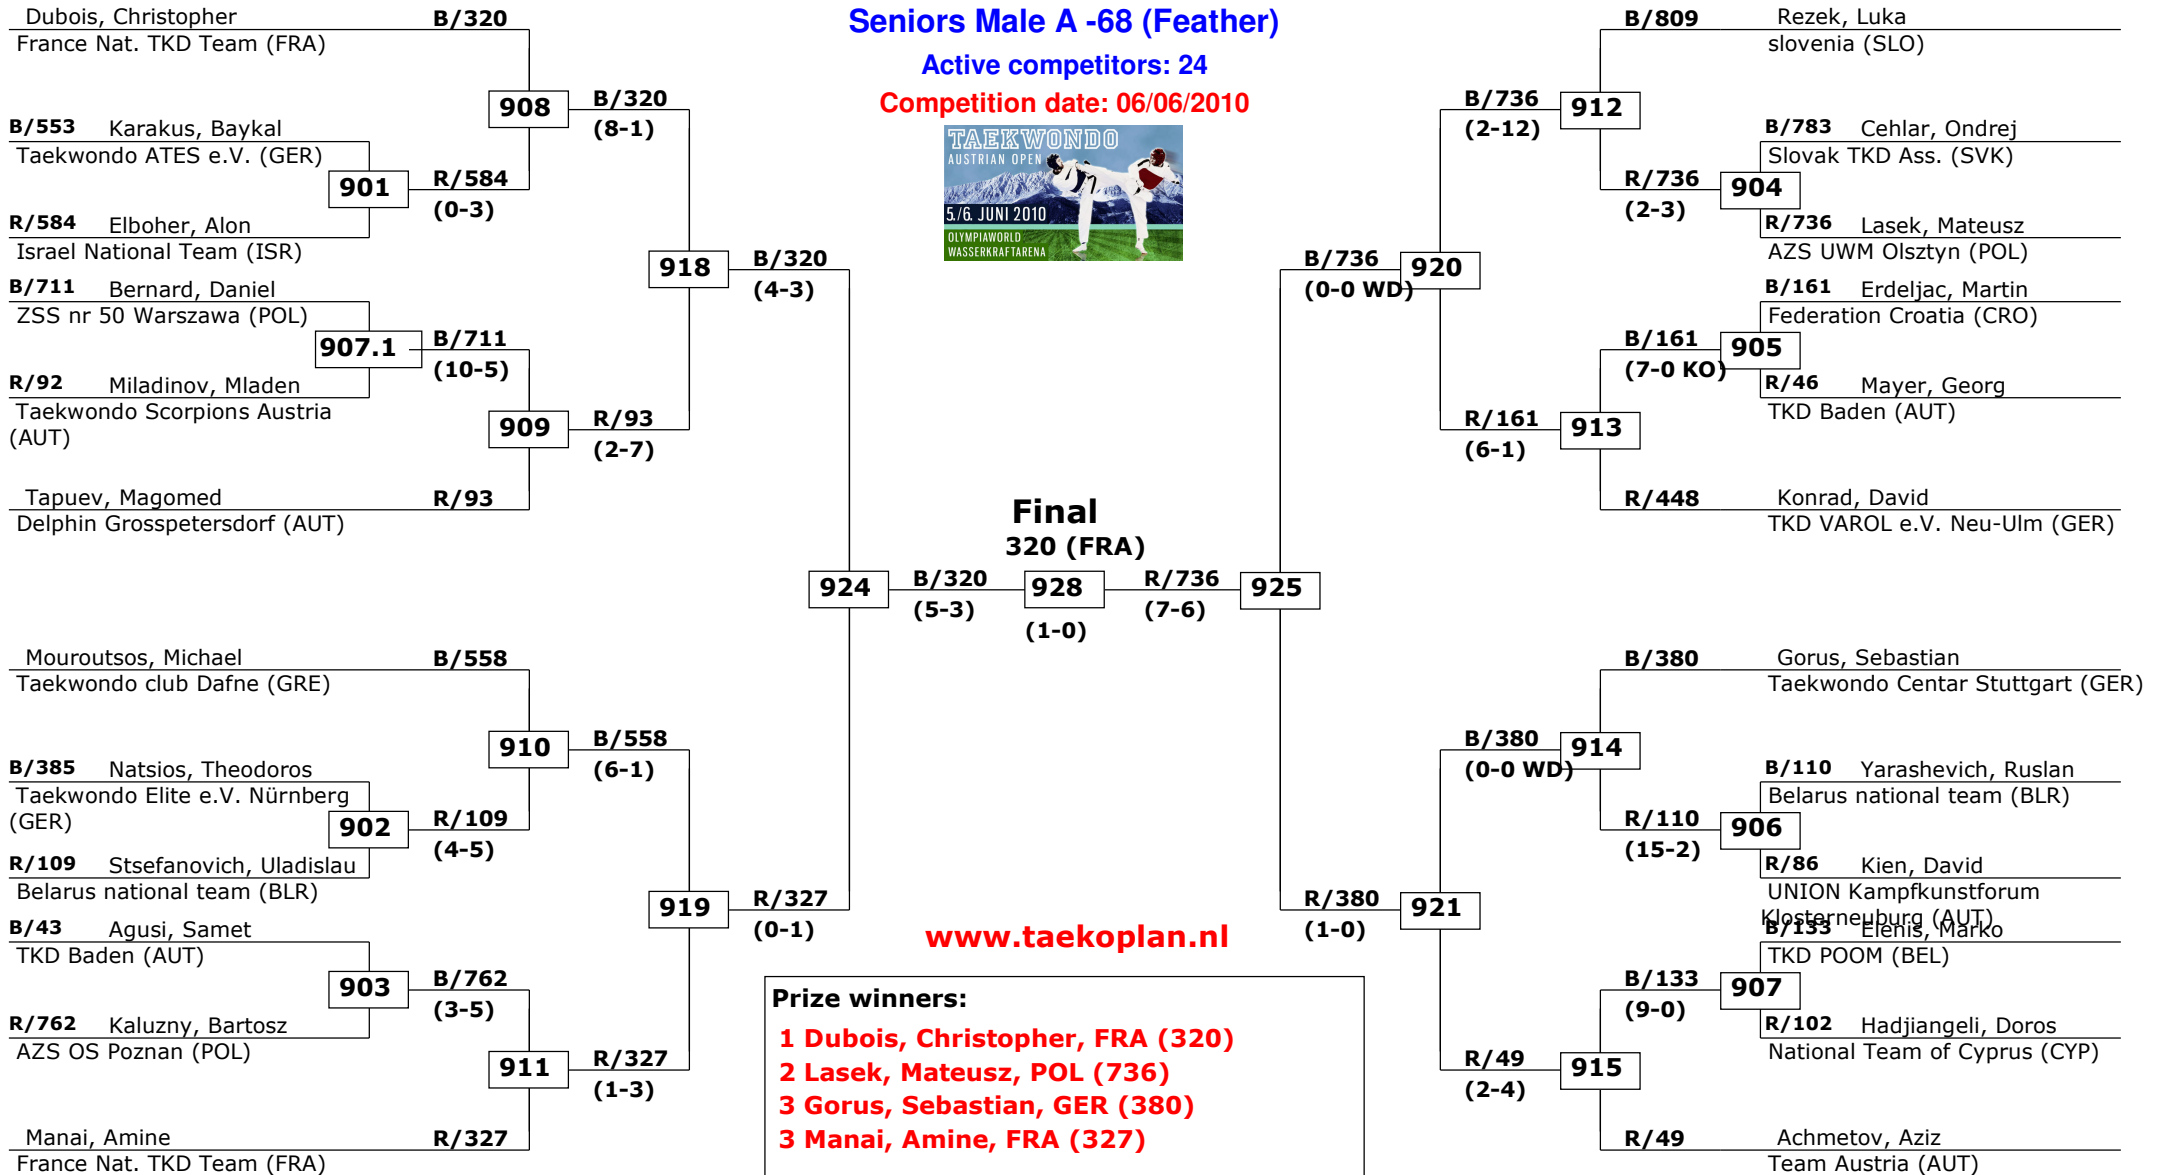 Seniors Male A -68 (Feather)
Active competitors: 24
Competition date: 06/06/2010
TAEKWONDO
AUSTRIAN OPEN
5./6. JUNI 2010
OLYMPIAWORLD
WASSERKRAFTARENA
Dubois, Christopher B/320
France Nat. TKD Team (FRA)
908
B/320
(8-1)
B/553 Karakus, Baykal
Taekwondo ATES e.V. (GER)
901
R/584
(0-3)
R/584 Elboher, Alon
Israel National Team (ISR)
918
B/320
(4-3)
B/711 Bernard, Daniel
ZSS nr 50 Warszawa (POL)
907.1
B/711
(10-5)
R/92 Miladinov, Mladen
Taekwondo Scorpions Austria
(AUT)
909
R/93
(2-7)
Tapuev, Magomed R/93
Delphin Grosspetersdorf (AUT)
924
B/320
(5-3)
Mouroutsos, Michael B/558
Taekwondo club Dafne (GRE)
910
B/558
(6-1)
B/385 Natsios, Theodoros
Taekwondo Elite e.V. Nürnberg
(GER)
902
R/109
(4-5)
R/109 Stsefanovich, Uladislau
Belarus national team (BLR)
919
R/327
(0-1)
B/43 Agusi, Samet
TKD Baden (AUT)
903
B/762
(3-5)
R/762 Kaluzny, Bartosz
AZS OS Poznan (POL)
911
R/327
(1-3)
Manai, Amine R/327
France Nat. TKD Team (FRA)
Final
320 (FRA)
928
(1-0)
R/736
(7-6)
925
B/809 Rezek, Luka
slovenia (SLO)
B/736
(2-12)
912
B/783 Cehlar, Ondrej
Slovak TKD Ass. (SVK)
R/736
(2-3)
904
R/736 Lasek, Mateusz
AZS UWM Olsztyn (POL)
B/736
(0-0 WD)
920
B/161 Erdeljac, Martin
Federation Croatia (CRO)
B/161
(7-0 KO)
905
R/46 Mayer, Georg
TKD Baden (AUT)
R/161
(6-1)
913
R/448 Konrad, David
TKD VAROL e.V. Neu-Ulm (GER)
B/380 Gorus, Sebastian
Taekwondo Centar Stuttgart (GER)
B/380
(0-0 WD)
914
B/110 Yarashevich, Ruslan
Belarus national team (BLR)
R/110
(15-2)
906
R/86 Kien, David
UNION Kampfkunstforum
Klosterneuburg (AUT)
R/380
(1-0)
921
B/133 Elenis, Marko
TKD POOM (BEL)
B/133
(9-0)
907
R/102 Hadjiangeli, Doros
National Team of Cyprus (CYP)
R/49
(2-4)
915
R/49 Achmetov, Aziz
Team Austria (AUT)
www.taekoplan.nl
Prize winners:
1 Dubois, Christopher, FRA (320)
2 Lasek, Mateusz, POL (736)
3 Gorus, Sebastian, GER (380)
3 Manai, Amine, FRA (327)